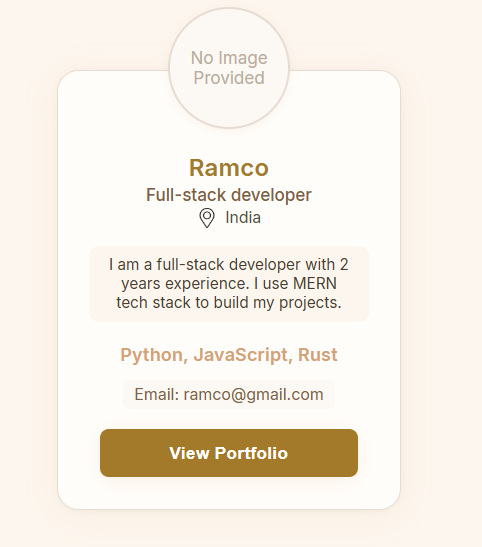 No Image
Provided
Ramco
Full-stack developer
India
I am a full-stack developer with 2
years experience. I use MERN
tech stack to build my projects.
Python, JavaScript, Rust
Email: ramco@gmail.com
View Portfolio